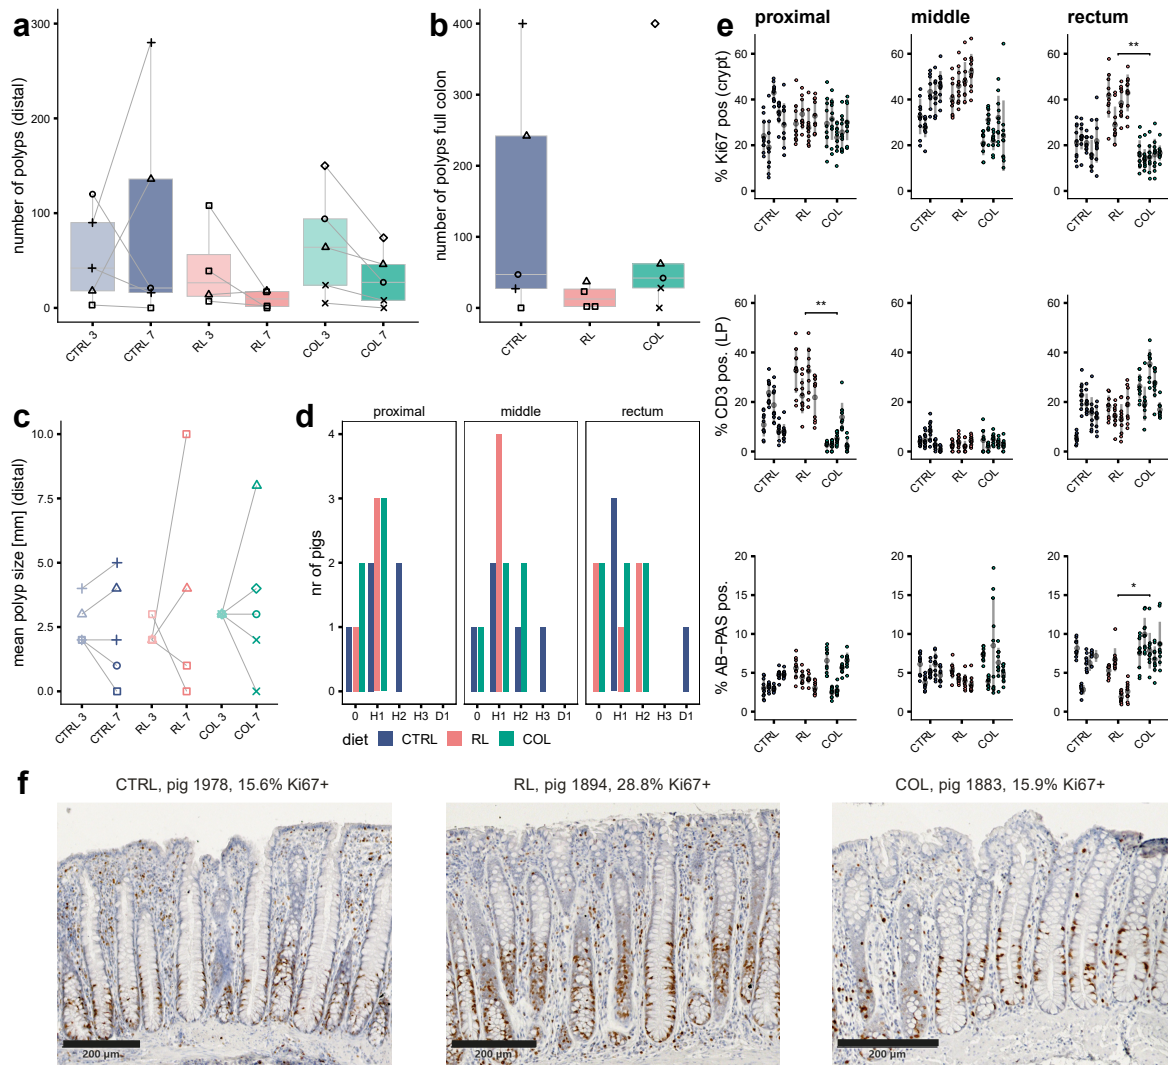 a
number of polyps (distal)
300
200
100
0
CTRL 3
CTRL 7
RL 3
RL 7
COL 3
COL 7
b
number of polyps full colon
400
300
200
100
0
CTRL
RL
COL
c
mean polyp size [mm] (distal)
10.0
7.5
5.0
2.5
0.0
CTRL 3
CTRL 7
RL 3
RL 7
COL 3
COL 7
d
proximal
middle
rectum
nr of pigs
4
3
2
1
0
0 H1 H2 H3 D1
0 H1 H2 H3 D1
0 H1 H2 H3 D1
diet CTRL RL COL
e
proximal
middle
rectum
% Ki67 pos (crypt)
60
40
20
0
CTRL
RL
COL
60
40
20
0
CTRL
RL
COL
60
40
20
0
**
CTRL
RL
COL
% CD3 pos. (LP)
60
40
20
0
**
CTRL
RL
COL
60
40
20
0
CTRL
RL
COL
60
40
20
0
CTRL
RL
COL
% AB−PAS pos.
20
15
10
5
0
CTRL
RL
COL
20
15
10
5
0
CTRL
RL
COL
20
15
10
5
0
*
CTRL
RL
COL
f
CTRL, pig 1978, 15.6% Ki67+
200 µm
RL, pig 1894, 28.8% Ki67+
200 µm
COL, pig 1883, 15.9% Ki67+
200 µm